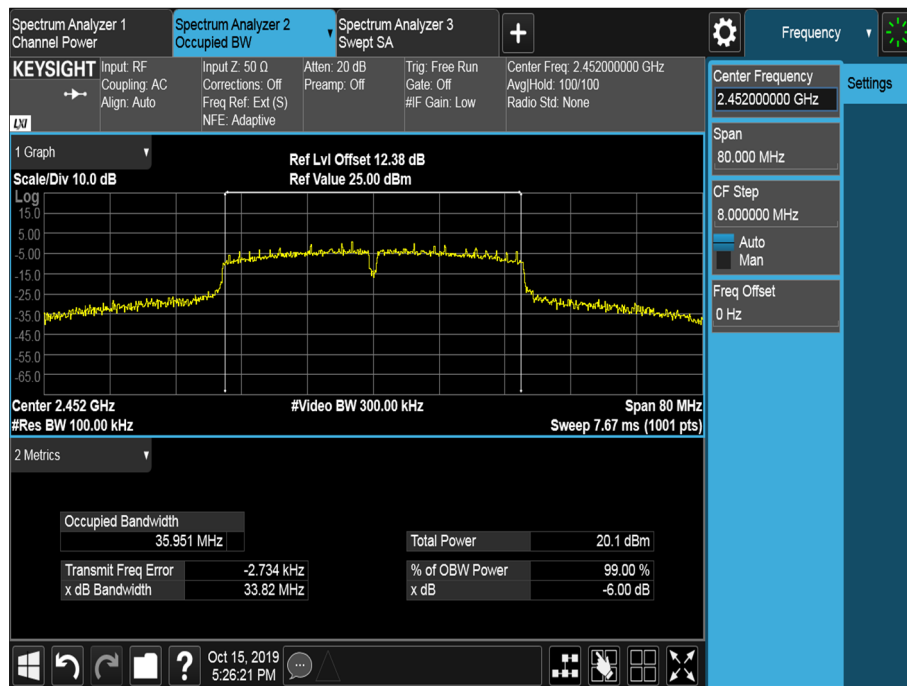 Spectrum Analyzer 1
Channel Power
Spectrum Analyzer 2
Occupied BW
Spectrum Analyzer 3
Swept SA
+
Frequency
KEYSIGHT
LXI
Input: RF
Coupling: AC
Align: Auto
Input Z: 50 Ω
Corrections: Off
Freq Ref: Ext (S)
NFE: Adaptive
Atten: 20 dB
Preamp: Off
Trig: Free Run
Gate: Off
#IF Gain: Low
Center Freq: 2.452000000 GHz
Avg|Hold: 100/100
Radio Std: None
Center Frequency
2.452000000 GHz
Settings
Span
80.000 MHz
CF Step
8.000000 MHz
Auto
Man
Freq Offset
0 Hz
1 Graph
Scale/Div 10.0 dB
Ref Lvl Offset 12.38 dB
Ref Value 25.00 dBm
Log
15.0
5.00
-5.00
-15.0
-25.0
-35.0
-45.0
-55.0
-65.0
Center 2.452 GHz
#Video BW 300.00 kHz
Span 80 MHz
#Res BW 100.00 kHz
Sweep 7.67 ms (1001 pts)
2 Metrics
Occupied Bandwidth
35.951 MHz
Total Power 20.1 dBm
Transmit Freq Error -2.734 kHz
% of OBW Power 99.00 %
x dB Bandwidth 33.82 MHz
x dB -6.00 dB
?
Oct 15, 2019
5:26:21 PM